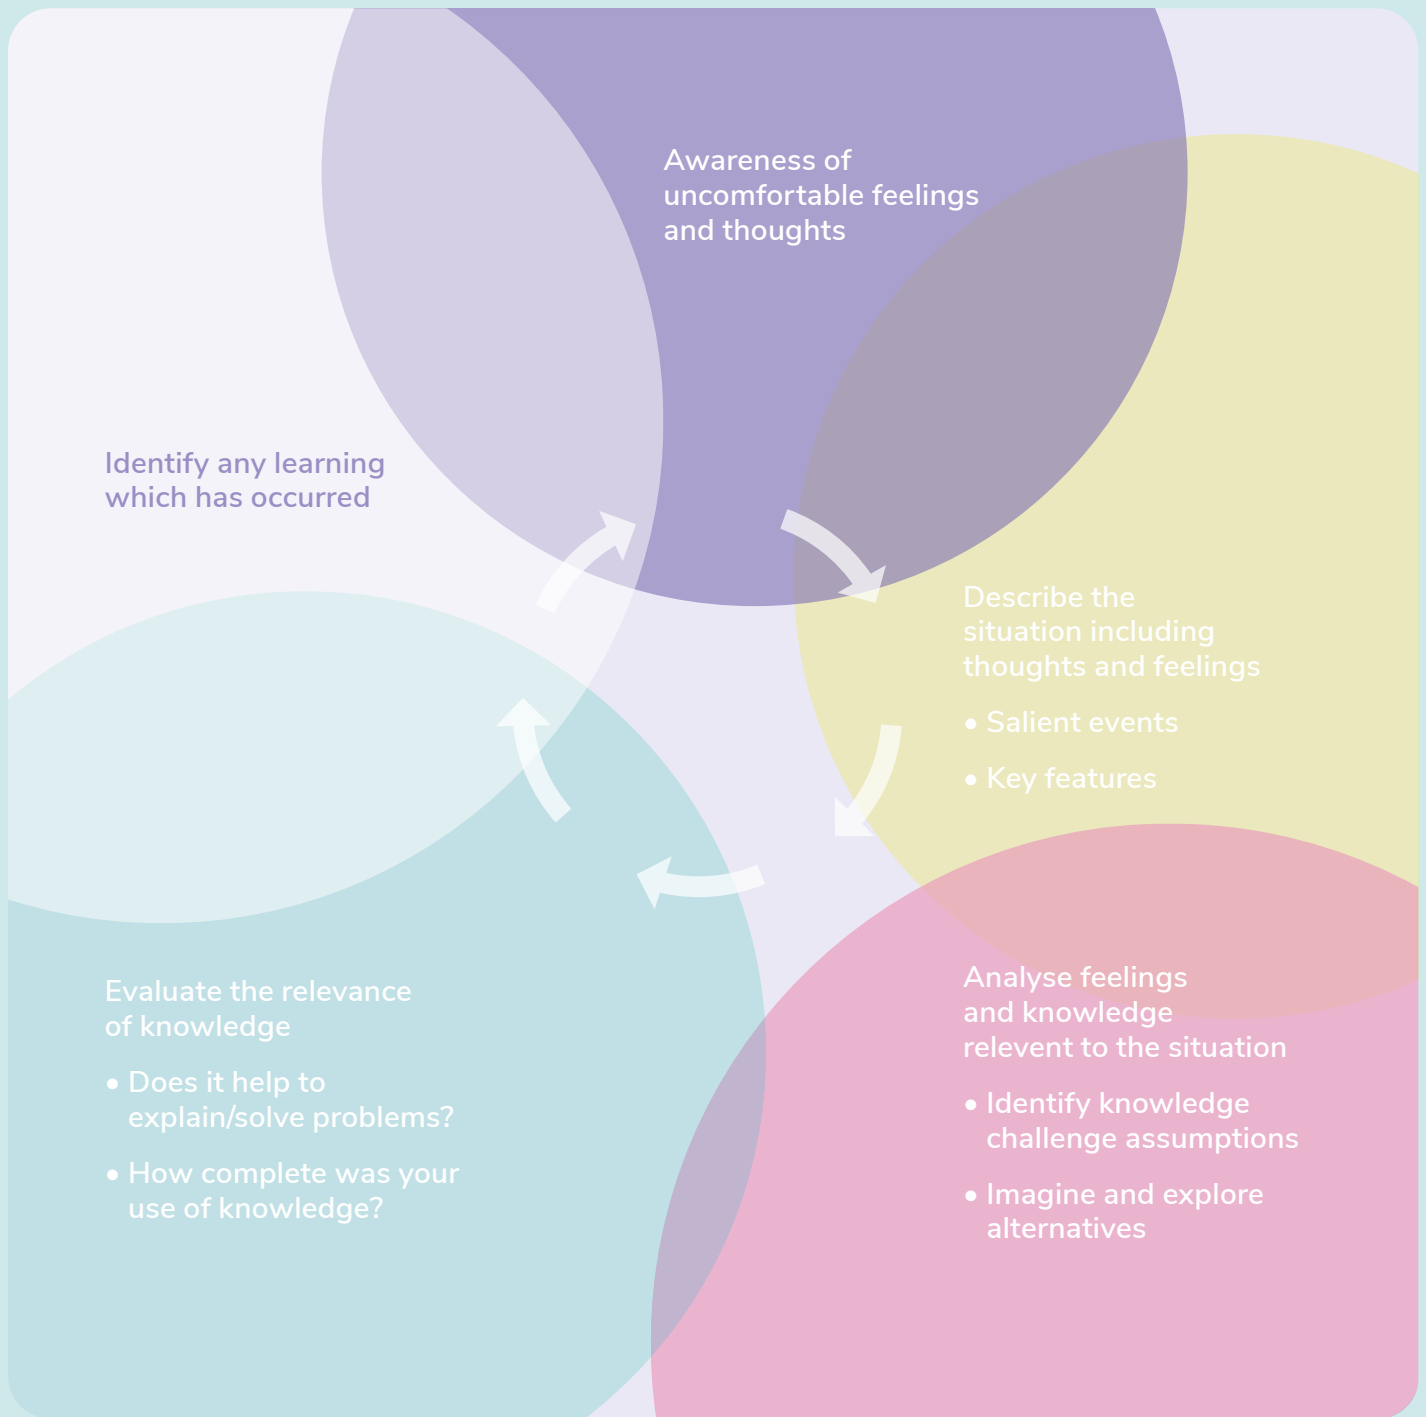 Awareness of
uncomfortable feelings
and thoughts
Identify any learning
which has occurred
Describe the
situation including
thoughts and feelings
• Salient events
• Key features
Analyse feelings
and knowledge
relevent to the situation
• Identify knowledge
challenge assumptions
• Imagine and explore
alternatives
Evaluate the relevance
of knowledge
• Does it help to
explain/solve problems?
• How complete was your
use of knowledge?